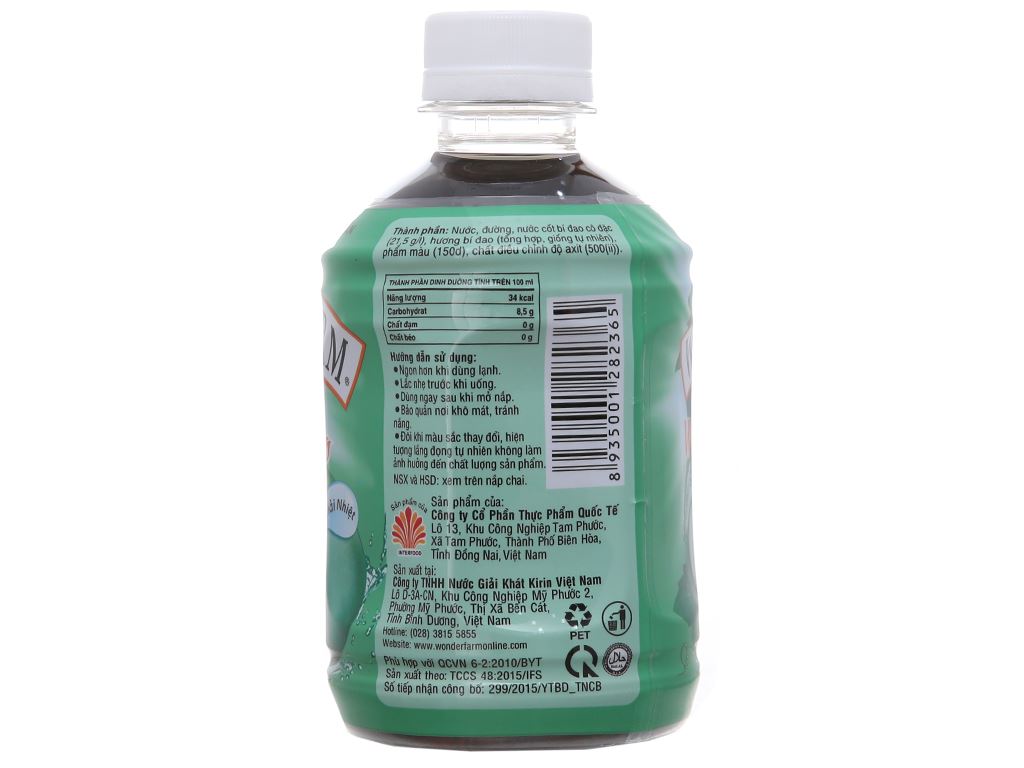 Thành phần: Nước, đường, nước cốt bí đao cô đặc
(21,5 g/l), hương bí đao (tổng hợp, giống tự nhiên),
phẩm màu (150d), chất điều chỉnh độ axit (500(ii)).
THÀNH PHẦN DINH DƯỠNG TÍNH TRÊN 100 ml
Năng lượng 34 kcal
Carbohydrat 8,5 g
Chất đạm 0 g
Chất béo 0 g
Hướng dẫn sử dụng:
•Ngon hơn khi dùng lạnh.
•Lắc nhẹ trước khi uống.
•Dùng ngay sau khi mở nắp.
•Bảo quản nơi khô mát, tránh
nắng.
•Đôi khi màu sắc thay đổi, hiện
tượng lắng đọng tự nhiên không làm
ảnh hưởng đến chất lượng sản phẩm.
NSX và HSD: xem trên nắp chai.
8 935001 282365
Sản phẩm của
INTERFOOD
Sản phẩm của:
Công ty Cổ Phần Thực Phẩm Quốc Tế
Lô 13, Khu Công Nghiệp Tam Phước,
Xã Tam Phước, Thành Phố Biên Hòa,
Tỉnh Đồng Nai, Việt Nam
Sản xuất tại:
Công ty TNHH Nước Giải Khát Kirin Việt Nam
Lô D-3A-CN, Khu Công Nghiệp Mỹ Phước 2,
Phường Mỹ Phước, Thị Xã Bến Cát,
Tỉnh Bình Dương, Việt Nam
Hotline: (028) 3815 5855
Website: www.wonderfarmonline.com
PET
Phù hợp với QCVN 6-2:2010/BYT
Sản xuất theo: TCCS 48:2015/IFS
Số tiếp nhận công bố: 299/2015/YTBD_TNCB
حلال
M®
Nhiệt